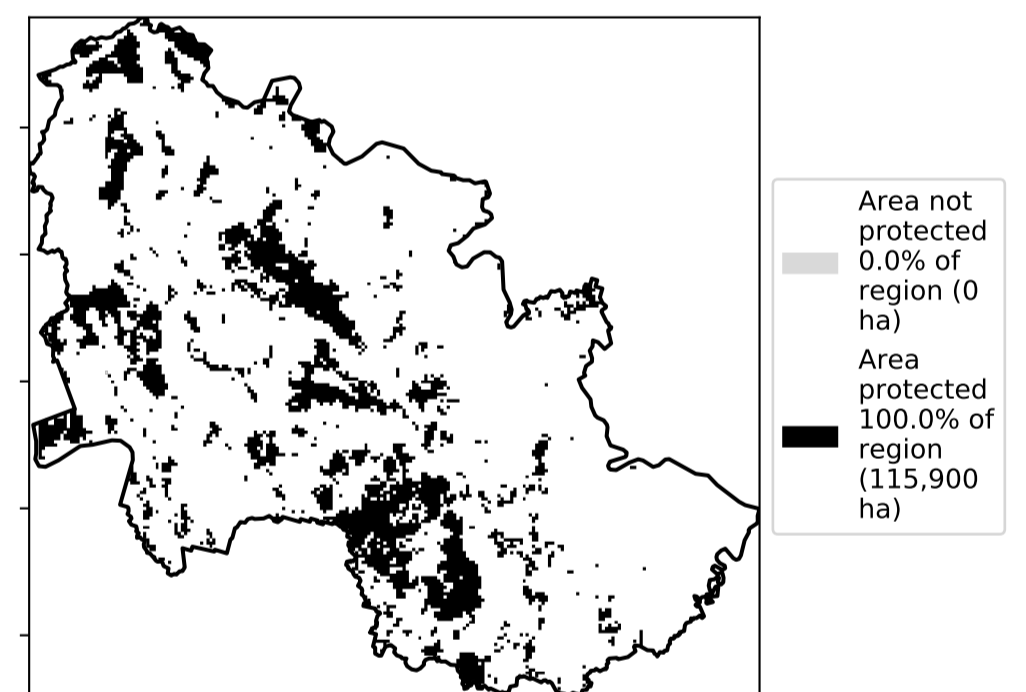 Area not
protected
0.0% of
region (0
ha)
Area
protected
100.0% of
region
(115,900
ha)